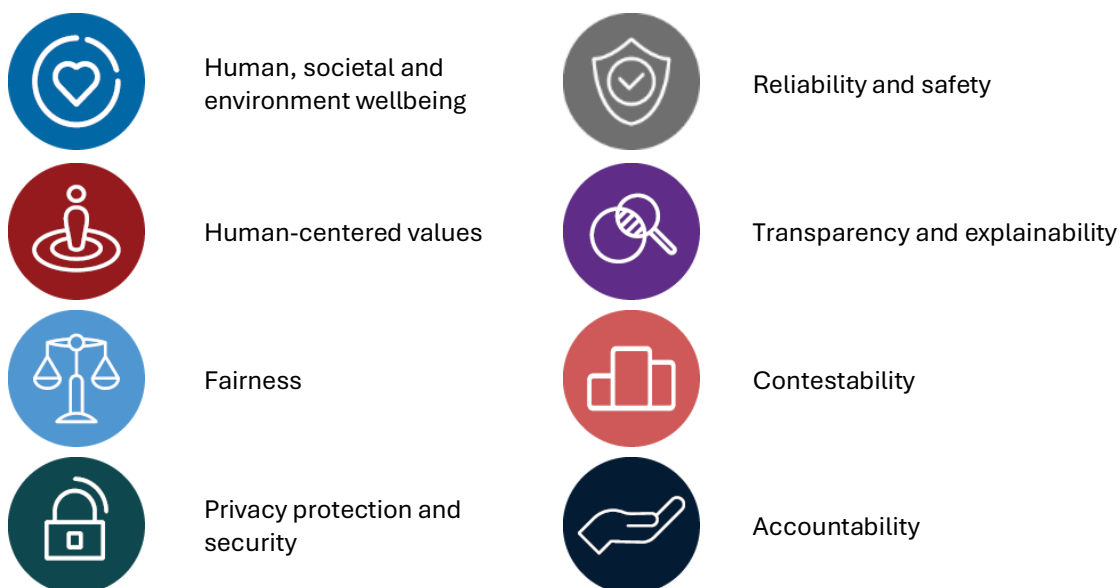 Human, societal and
environment wellbeing
Human-centered values
Fairness
Privacy protection and
security
Reliability and safety
Transparency and explainability
Contestability
Accountability